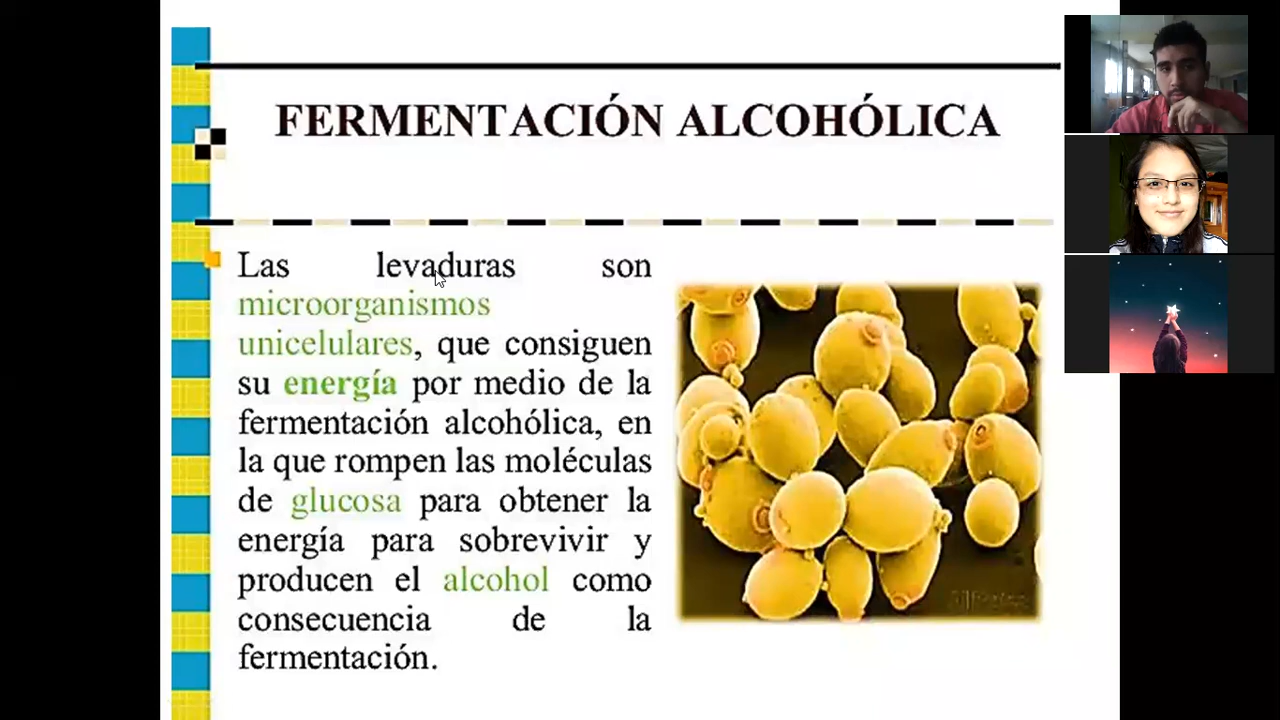 FERMENTACIÓN ALCOHÓLICA
Las levaduras son
microorganismos
unicelulares, que consiguen
su energía por medio de la
fermentación alcohólica, en
la que rompen las moléculas
de glucosa para obtener la
energía para sobrevivir y
producen el alcohol como
consecuencia de la
fermentación.